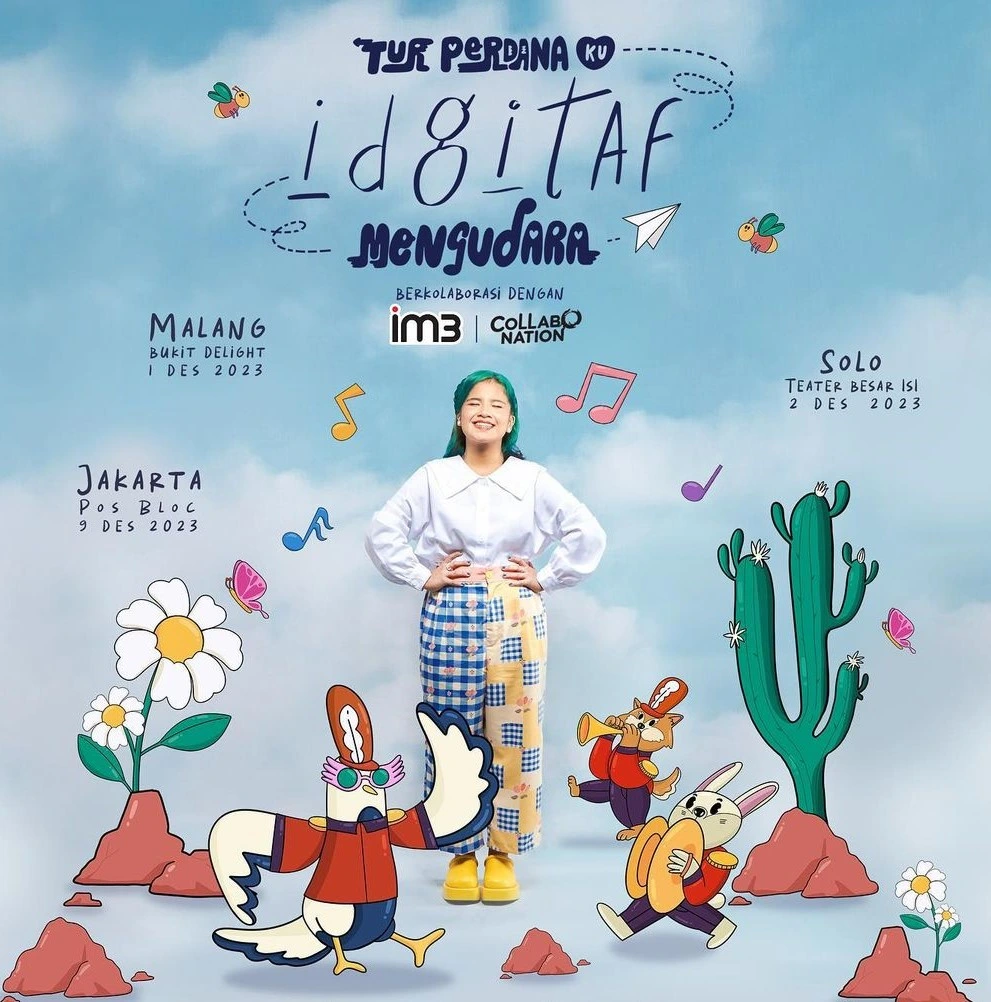 TUR PERDANA KU
idgitAF
MENGUDARA
BERKOLABORASI DENGAN
im3 | COLLABO NATION
MALANG
BUKIT DELIGHT
1 DES 2023
SOLO
TEATER BESAR ISI
2 DES 2023
JAKARTA
POS BLOC
9 DES 2023